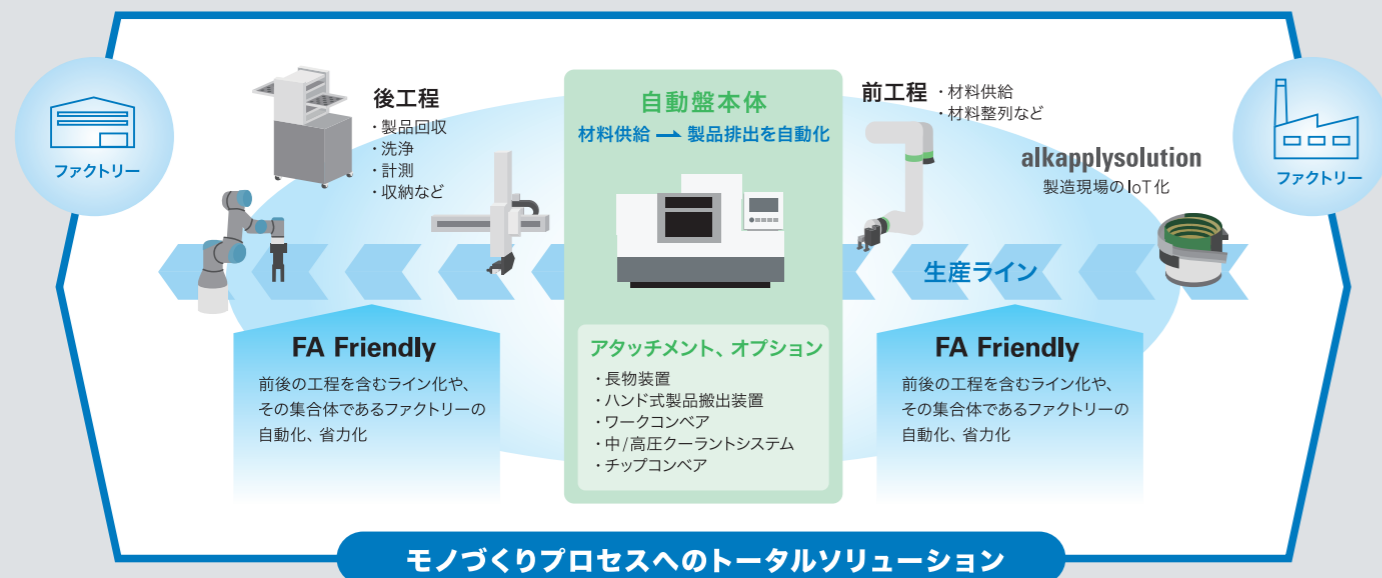 ファクトリー
後工程
・製品回収
・洗浄
・計測
・収納など
自動盤本体
材料供給 → 製品排出を自動化
前工程
・材料供給
・材料整列など
alkapplysolution
製造現場のIoT化
ファクトリー
生産ライン
FA Friendly
前後の工程を含むライン化や、
その集合体であるファクトリーの
自動化、省力化
アタッチメント、オプション
・長物装置
・ハンド式製品搬出装置
・ワークコンベア
・中/高圧クーラントシステム
・チップコンベア
FA Friendly
前後の工程を含むライン化や、
その集合体であるファクトリーの
自動化、省力化
モノづくりプロセスへのトータルソリューション